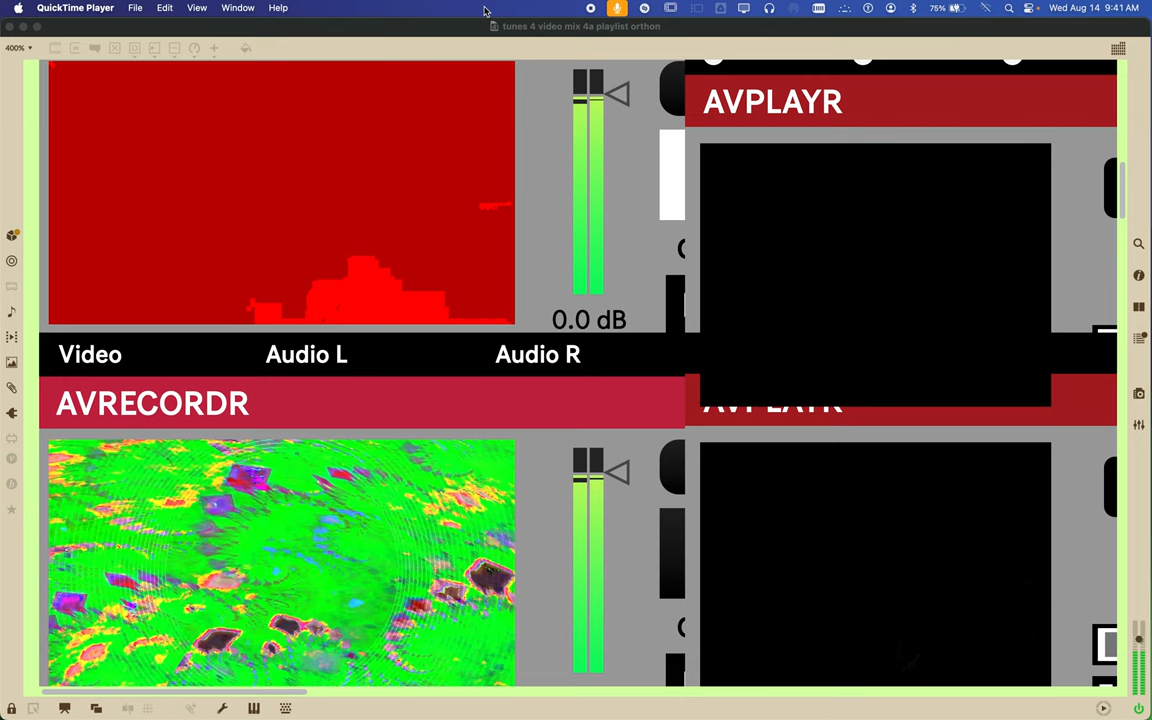 QuickTime Player File Edit View Window Help
75% Wed Aug 14 9:41 AM
tunes 4 video mix 4a playlist orthon
400%
AVPLAYR
0.0 dB
Video Audio L Audio R
AVRECORDR